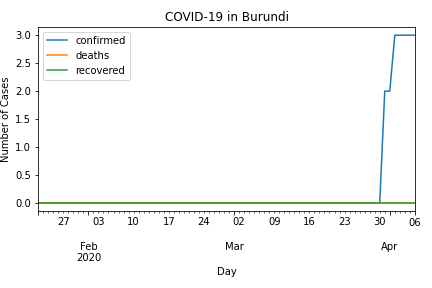 COVID-19 in Burundi
confirmed
deaths
recovered
Number of Cases
3.0
2.5
2.0
1.5
1.0
0.5
0.0
27 03 10 17 24 02 09 16 23 30 06
Feb Mar Apr
2020
Day